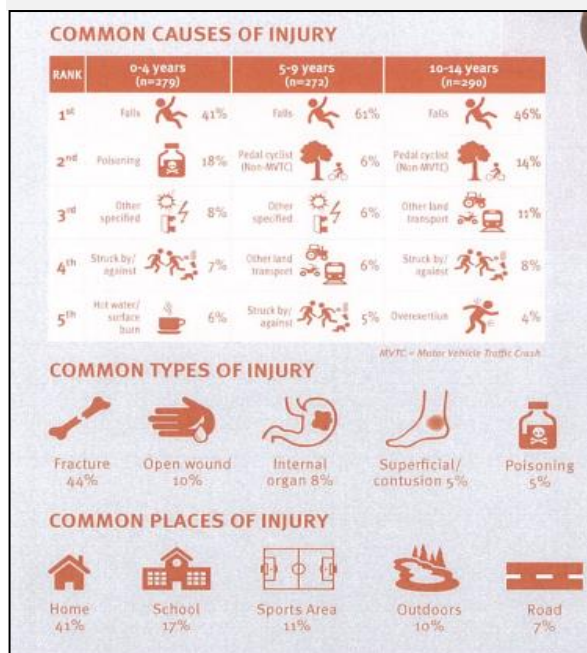 COMMON CAUSES OF INJURY
RANK 0-4 years (n=279) 5-9 years (n=272) 10-14 years (n=290)
1st Falls 41% Falls 61% Falls 46%
2nd Poisoning 18% Pedal cyclist (Non-MVTC) 6% Pedal cyclist (Non-MVTC) 14%
3rd Other specified 8% Other specified 6% Other land transport 11%
4th Struck by/ against 7% Other land transport 6% Struck by/ against 8%
5th Hot water/ surface burn 6% Struck by/ against 5% Overexertion 4%
MVTC = Motor Vehicle Traffic Crash
COMMON TYPES OF INJURY
Fracture 44% Open wound 10% Internal organ 8% Superficial/ contusion 5% Poisoning 5%
COMMON PLACES OF INJURY
Home 41% School 17% Sports Area 11% Outdoors 10% Road 7%